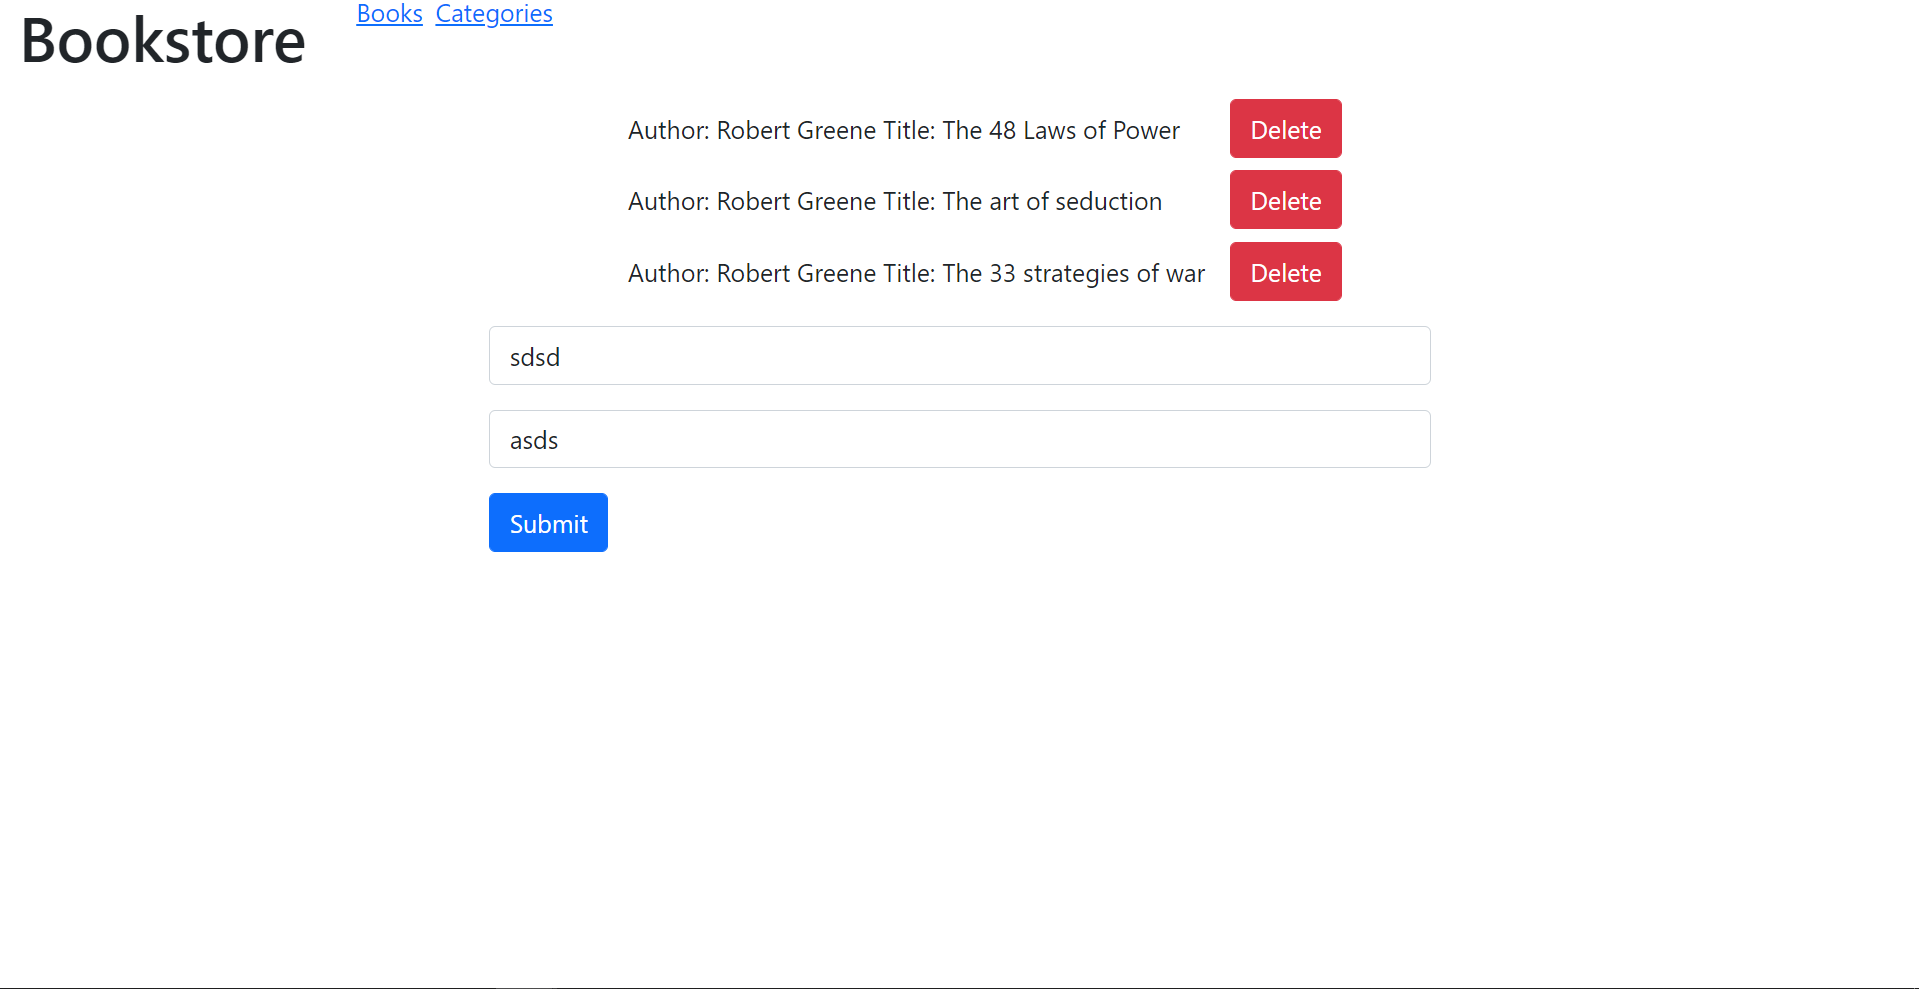 Bookstore
Books Categories
Author: Robert Greene Title: The 48 Laws of Power Delete
Author: Robert Greene Title: The art of seduction Delete
Author: Robert Greene Title: The 33 strategies of war Delete
sdsd
asds
Submit